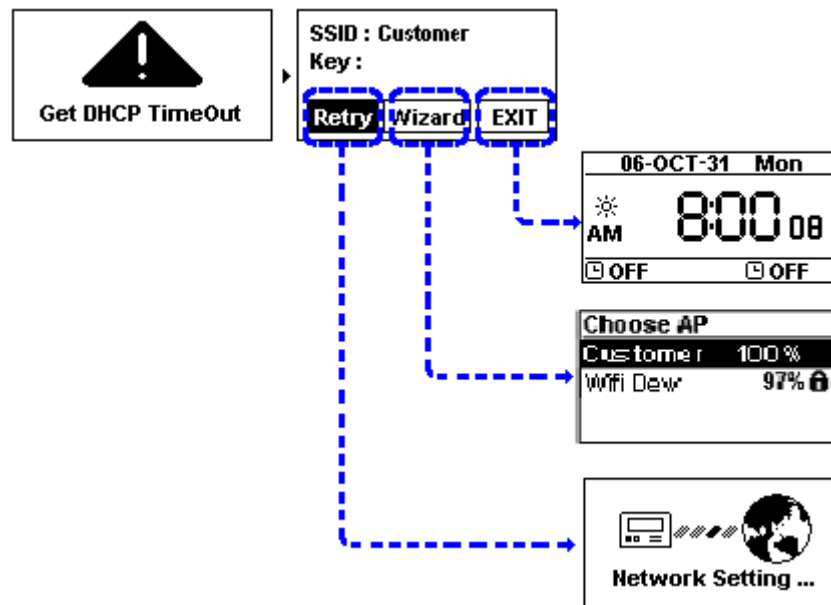 Get DHCP TimeOut
SSID : Customer
Key :
Retry Wizard EXIT
06-OCT-31 Mon
AM 8:00 08
OFF OFF
Choose AP
Customer 100%
Wifi Dew 97%
Network Setting ...